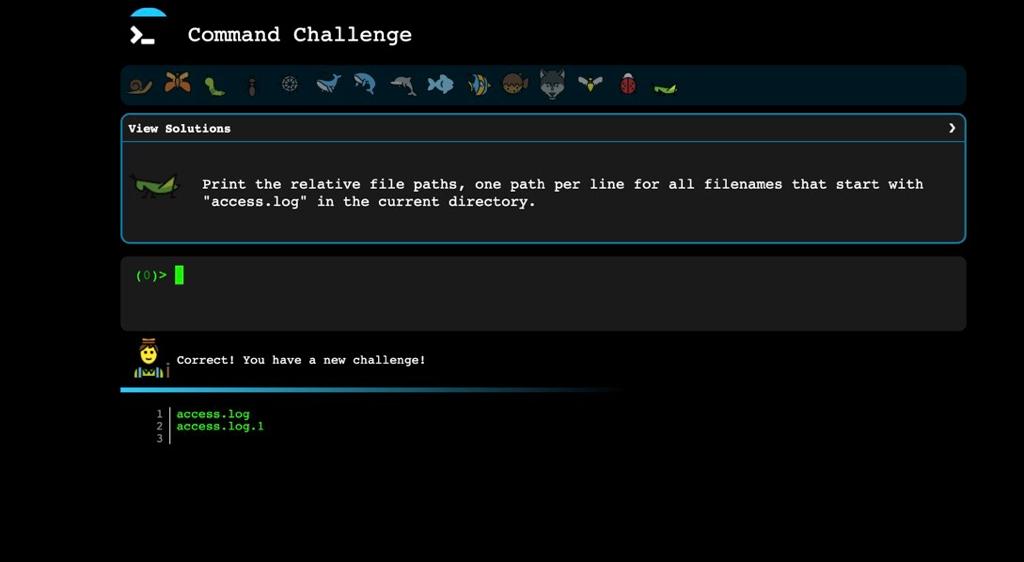 Command Challenge
View Solutions
Print the relative file paths, one path per line for all filenames that start with
"access.log" in the current directory.
(0)>
Correct! You have a new challenge!
1 access.log
2 access.log.1
3